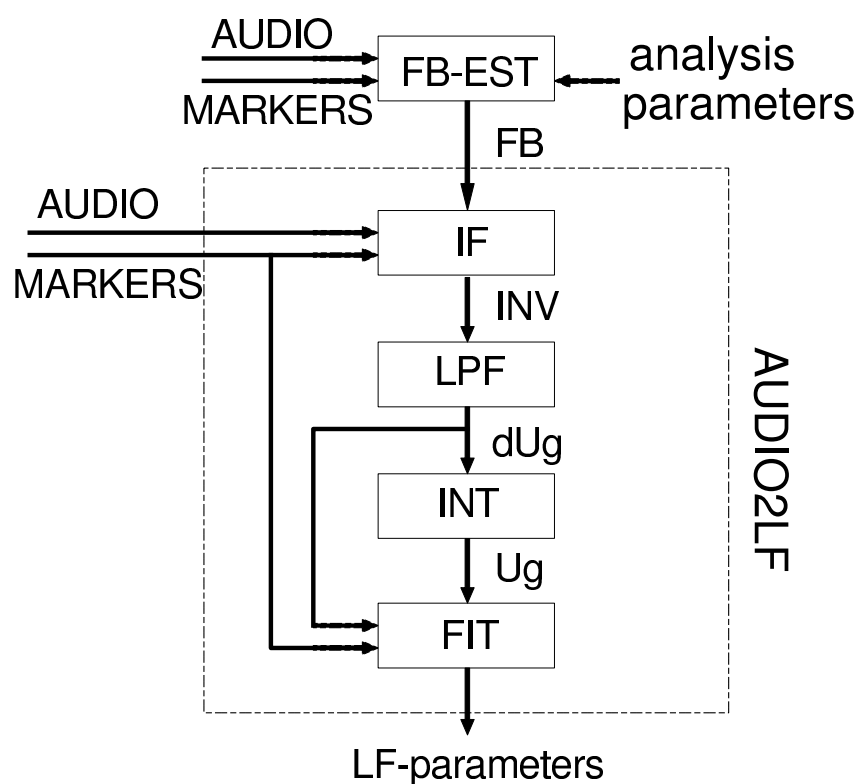 AUDIO
MARKERS
FB-EST
analysis
parameters
FB
AUDIO
MARKERS
IF
INV
LPF
dUg
INT
Ug
FIT
AUDIO2LF
LF-parameters